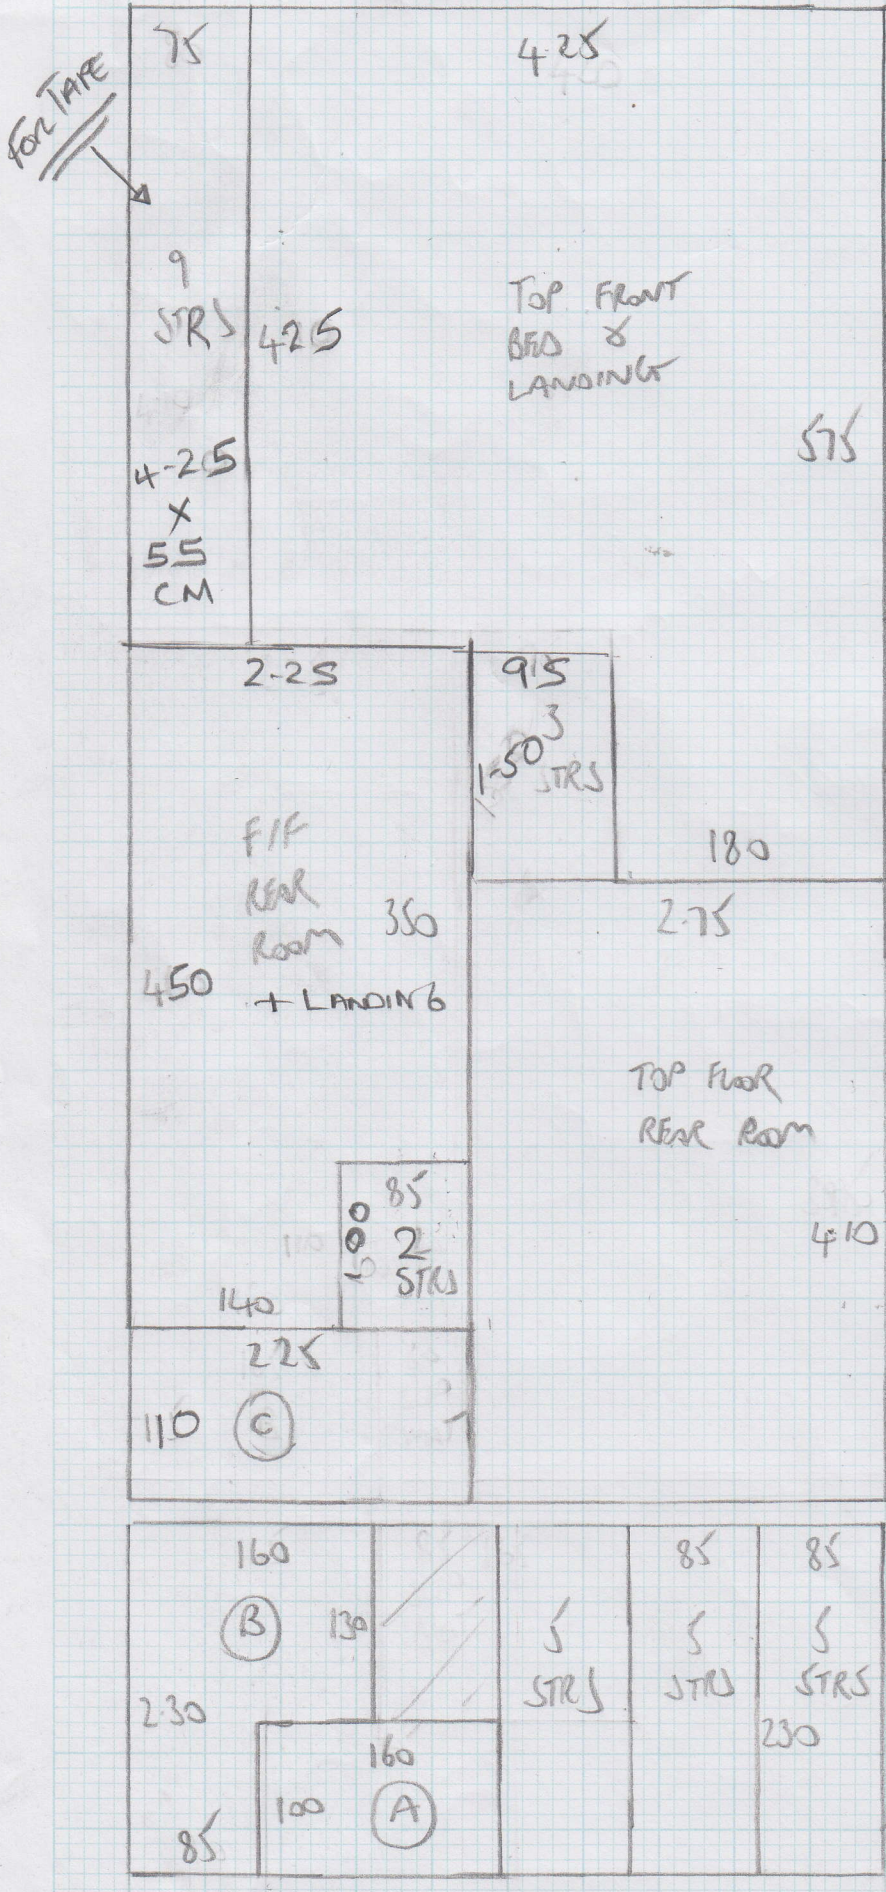 75
4.25
FOR TAPE
9
STRS
425
TOP FRONT
BED &
LANDING
575
4-25
X
55
CM
2-25
95
3
STRS
1-50
180
F/F
REAR
ROOM
+ LANDING
350
2.75
450
TOP FLOOR
REAR ROOM
85
2
STRS
100
410
140
225
110
C
160
B
130
230
85
160
100
A
5
STRS
85
5
STRS
85
5
STRS
230